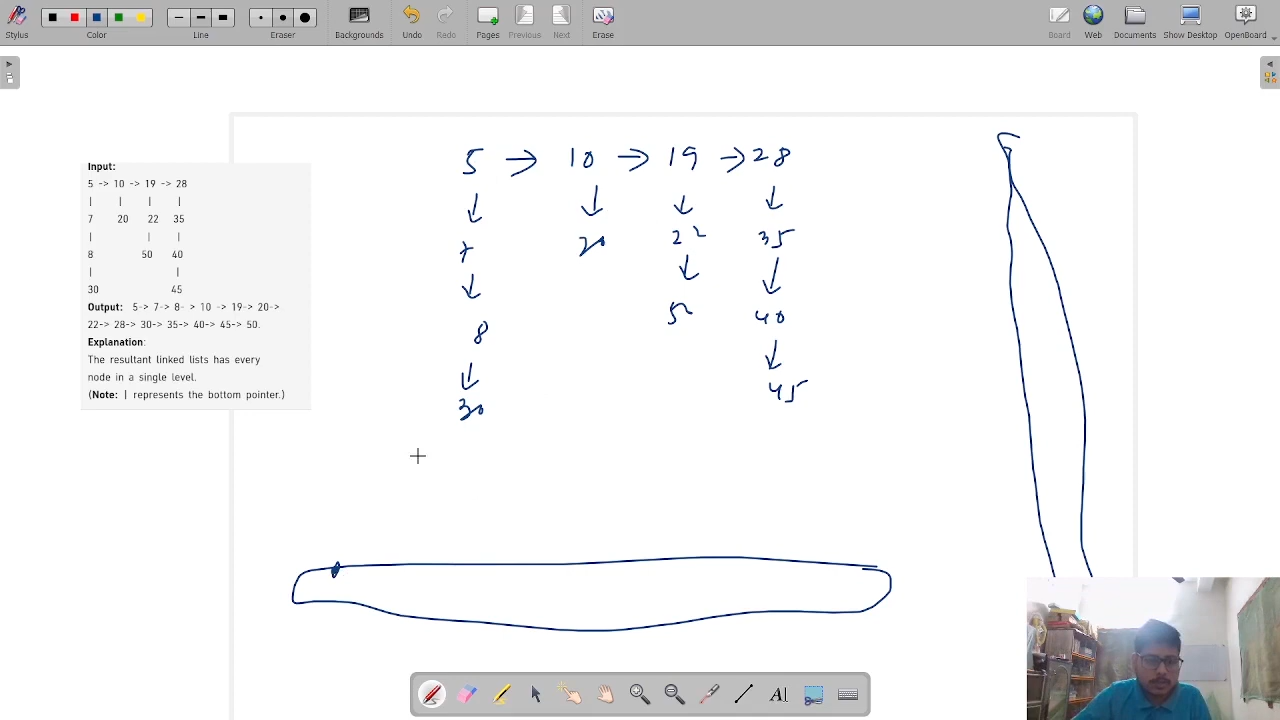 Stylus Color Line Eraser Backgrounds Undo Redo Pages Previous Next Erase Board Web Documents Show Desktop OpenBoard
Input:
5 -> 10 -> 19 -> 28
| | | |
7 20 22 35
| | |
8 50 40
| |
30 45
Output: 5-> 7-> 8- > 10 -> 19-> 20->
22-> 28-> 30-> 35-> 40-> 45-> 50.
Explanation:
The resultant linked lists has every
node in a single level.
(Note: | represents the bottom pointer.)
5 → 10 → 19 → 28
↓ ↓ ↓ ↓
7 20 22 35
↓ ↓ ↓
8 50 40
↓ ↓
30 45
AI